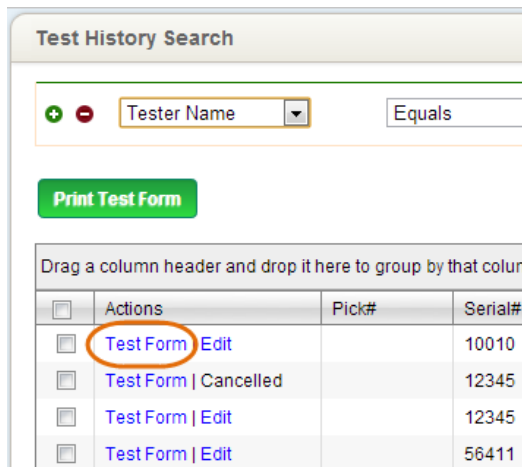 Test History Search
Tester Name Equals
Print Test Form
Drag a column header and drop it here to group by that colum
Actions Pick# Serial#
Test Form | Edit 10010
Test Form | Cancelled 12345
Test Form | Edit 12345
Test Form | Edit 56411